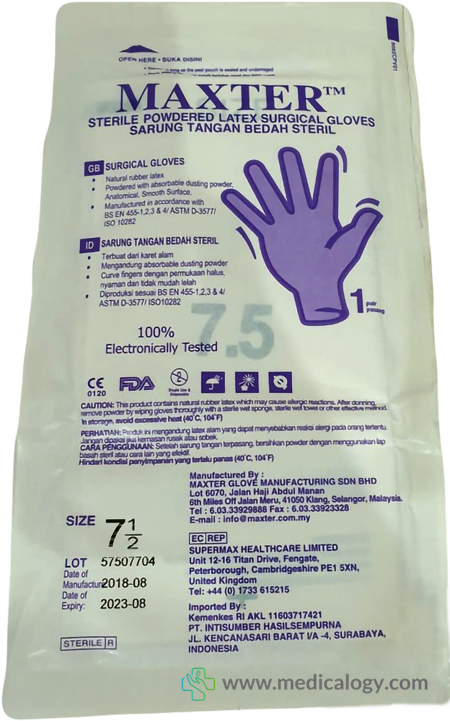 OPEN HERE • BUKA DISINI
MAXTER™
STERILE POWDERED LATEX SURGICAL GLOVES
SARUNG TANGAN BEDAH STERIL
GB SURGICAL GLOVES
• Natural rubber latex
• Powdered with absorbable dusting powder,
Anatomical, Smooth Surface.
• Manufactured in accordance with
BS EN 455-1,2,3 & 4/ ASTM D-3577/
ISO 10282
ID SARUNG TANGAN BEDAH STERIL
• Terbuat dari karet alam
• Mengandung absorbable dusting powder
• Curve fingers dengan permukaan halus,
nyaman dan tidak mudah lelah
• Diproduksi sesuai BS EN 455-1,2,3 & 4/
ASTM D-3577/ ISO10282
1 pair
pasang
7.5
100%
Electronically Tested
CE
0120
FDA
Single Use &
Disposable
CAUTION: This product contains natural rubber latex which may cause allergic reactions. After donning,
remove powder by wiping gloves thoroughly with a sterile wet sponge, sterile wet towel or other effective method.
In storage, avoid excessive heat (40°C, 104°F)
PERHATIAN: Produk ini mengandung latex alam yang dapat menyebabkan reaksi alergi pada orang tertentu.
Jangan dipakai jika kemasan rusak atau sobek.
CARA PENGGUNAAN: Setelah sarung tangan terpasang, bersihkan powder dengan menggunakan lap
basah steril atau cara lain yang efektif.
Hindari kondisi penyimpanan yang terlalu panas (40°C, 104°F)
Manufactured By :
MAXTER GLOVE MANUFACTURING SDN BHD
Lot 6070, Jalan Haji Abdul Manan
6th Miles Off Jalan Meru, 41050 Klang, Selangor, Malaysia.
Tel : 6.03.33929888 Fax : 6.03.33923328
E-mail : info@maxter.com.my
EC REP
SUPERMAX HEALTHCARE LIMITED
Unit 12-16 Titan Drive, Fengate,
Peterborough, Cambridgeshire PE1 5XN,
United Kingdom
Tel: +44 (0) 1733 615215
Imported By :
Kemenkes RI AKL 11603717421
PT. INTISUMBER HASILSEMPURNA
JL. KENCANASARI BARAT I/A -4, SURABAYA,
INDONESIA
SIZE 7 1/2
LOT 57507704
Date of
Manufacture: 2018-08
Date of
Expiry: 2023-08
STERILE R
www.medicalogy.com